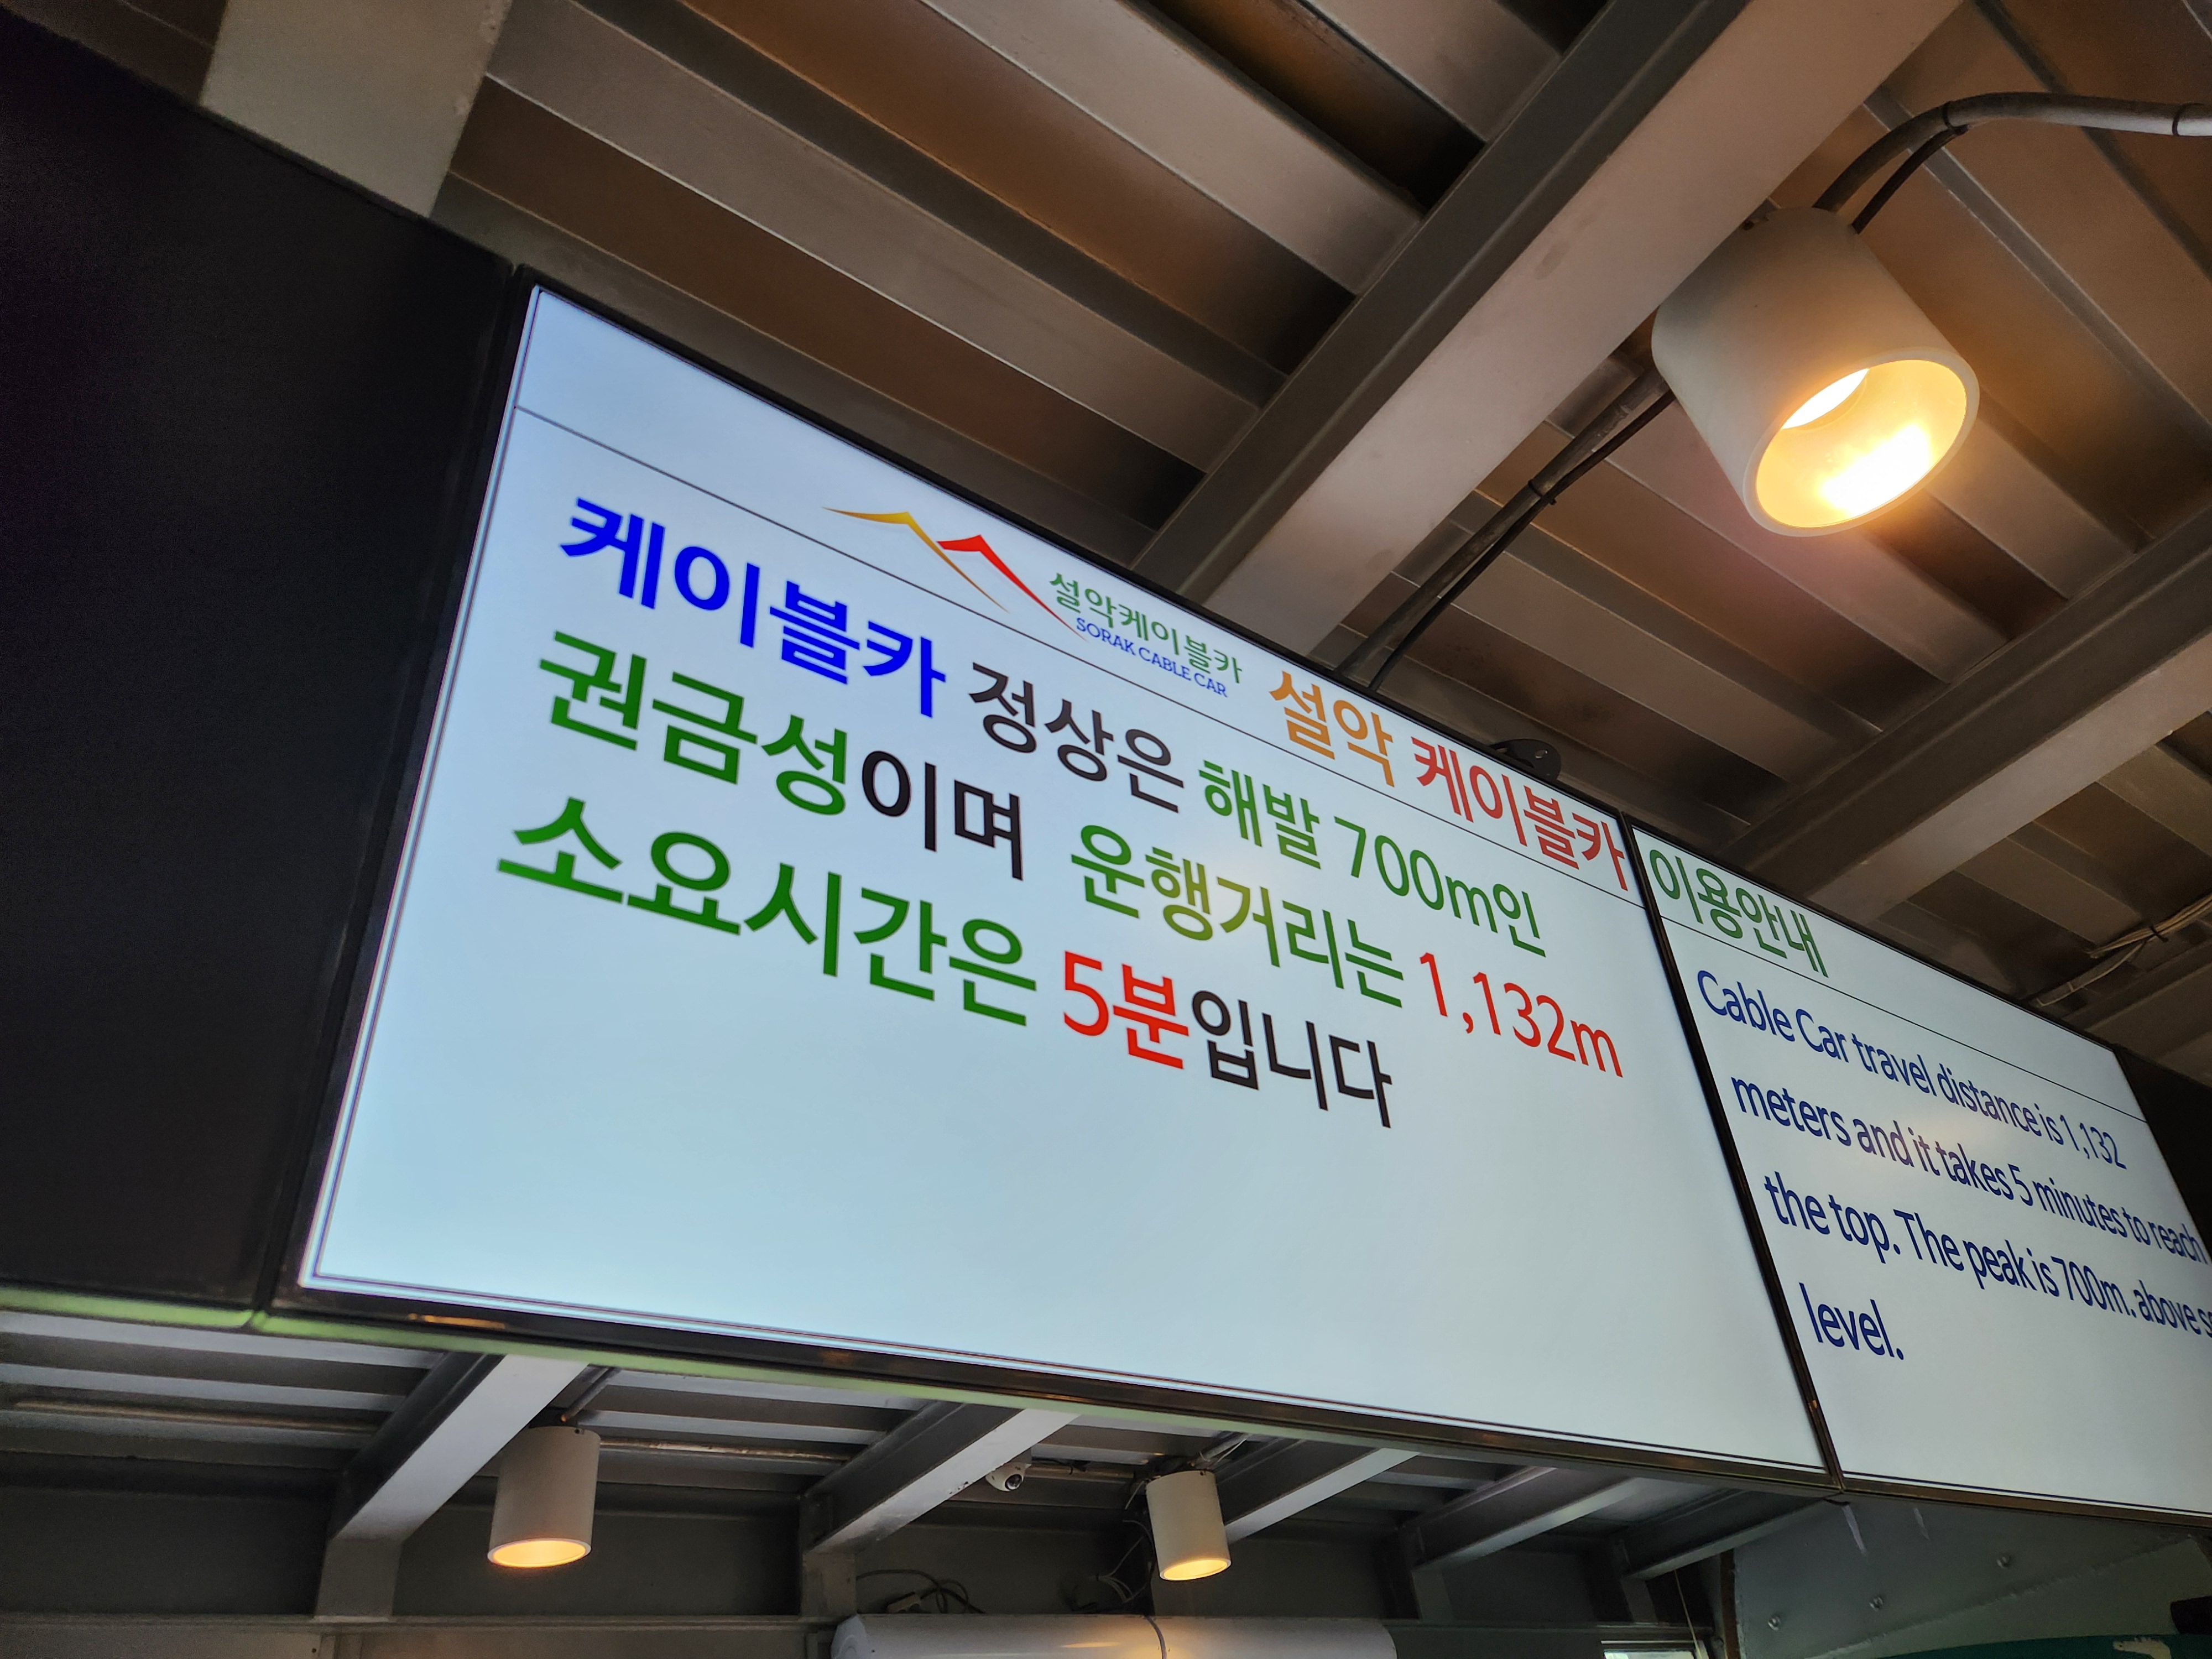 설악케이블카
SORAK CABLE CAR
설악 케이블카 이용안내
케이블카 정상은 해발 700m인
권금성이며 운행거리는 1,132m
소요시간은 5분입니다
Cable Car travel distance is 1,132
meters and it takes 5 minutes to reach
the top. The peak is 700m. above
level.